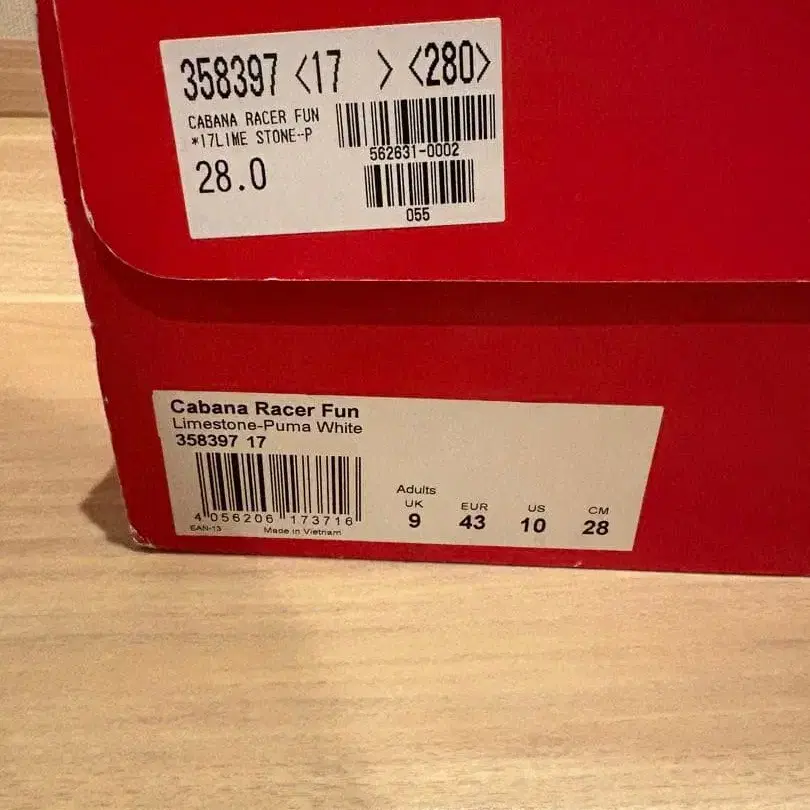 358397 <17 > <280>
CABANA RACER FUN
*17LIME STONE-P
562631-0002
28.0
055
Cabana Racer Fun
Limestone-Puma White
358397 17
4 056206 173716
EAN-13 Made in Vietnam
Adults
UK EUR US CM
9 43 10 28